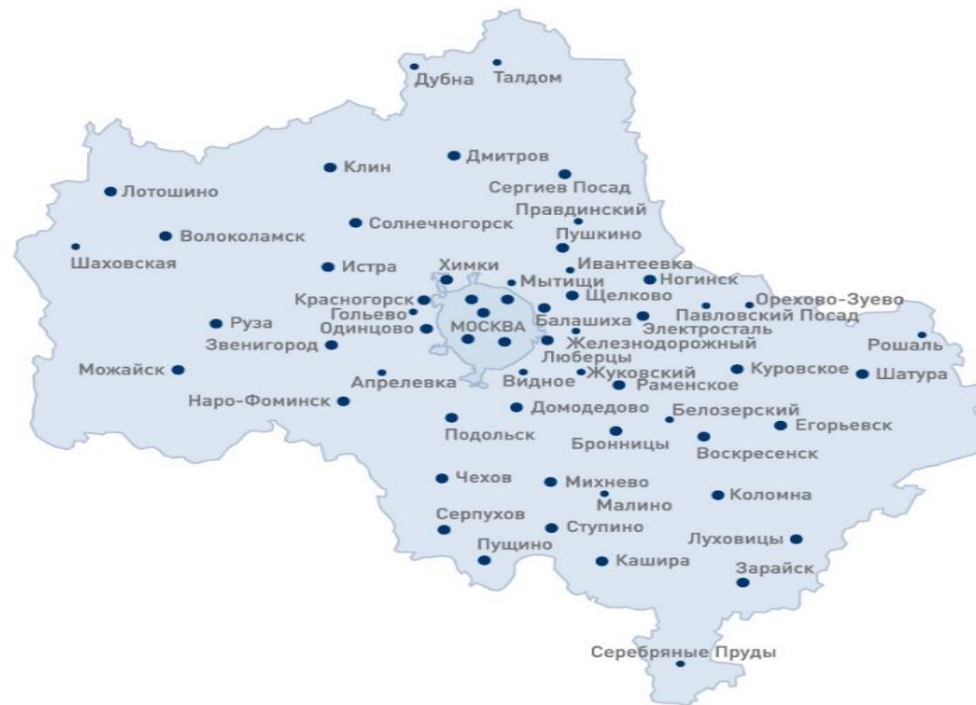 Дубна
Талдом
Клин
Дмитров
Лотошино
Сергиев Посад
Правдинский
Солнечногорск
Волоколамск
Пушкино
Шаховская
Истра
Химки
Ивантеевка
Мытищи
Ногинск
Красногорск
Щелково
Орехово-Зуево
Гольево
Павловский Посад
Руза
Одинцово
МОСКВА
Балашиха
Электросталь
Звенигород
Железнодорожный
Рошаль
Люберцы
Можайск
Апрелевка
Видное
Жуковский
Куровское
Шатура
Раменское
Наро-Фоминск
Домодедово
Белозерский
Подольск
Бронницы
Егорьевск
Воскресенск
Чехов
Михнево
Малино
Коломна
Серпухов
Ступино
Луховицы
Пущино
Кашира
Зарайск
Серебряные Пруды